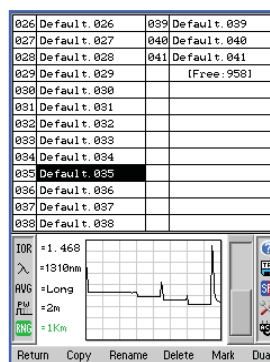 026 Default.026 039 Default.039
027 Default.027 040 Default.040
028 Default.028 041 Default.041
029 Default.029 [Free:958]
030 Default.030
031 Default.031
032 Default.032
033 Default.033
034 Default.034
035 Default.035
036 Default.036
037 Default.037
038 Default.038
IOR =1.468
λ =1310nm
AVG =Long
PW =2m
RNG =1Km
Return Copy Rename Delete Mark